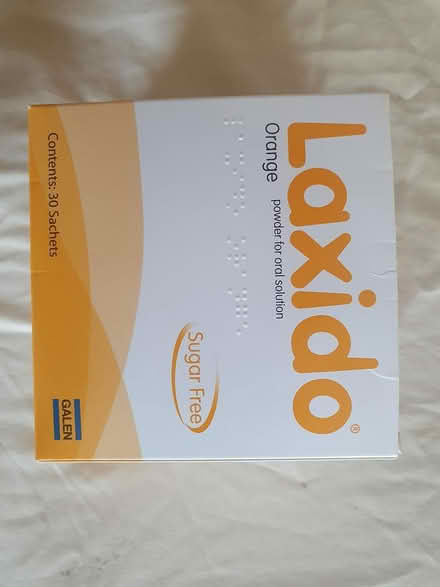 Laxido®
Orange powder for oral solution
Sugar Free
Contents: 30 Sachets
GALEN